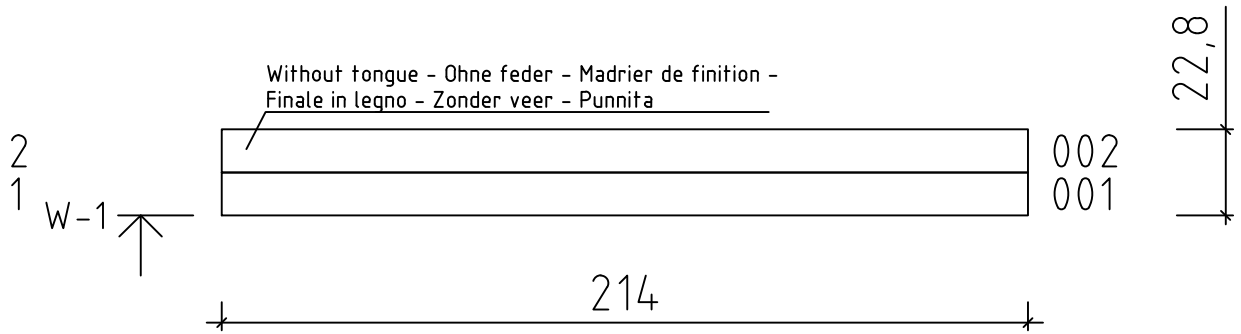 22,8
Without tongue - Ohne feder - Madrier de finition -
Finale in legno - Zonder veer - Punnita
2
002
1
001
W-1
214